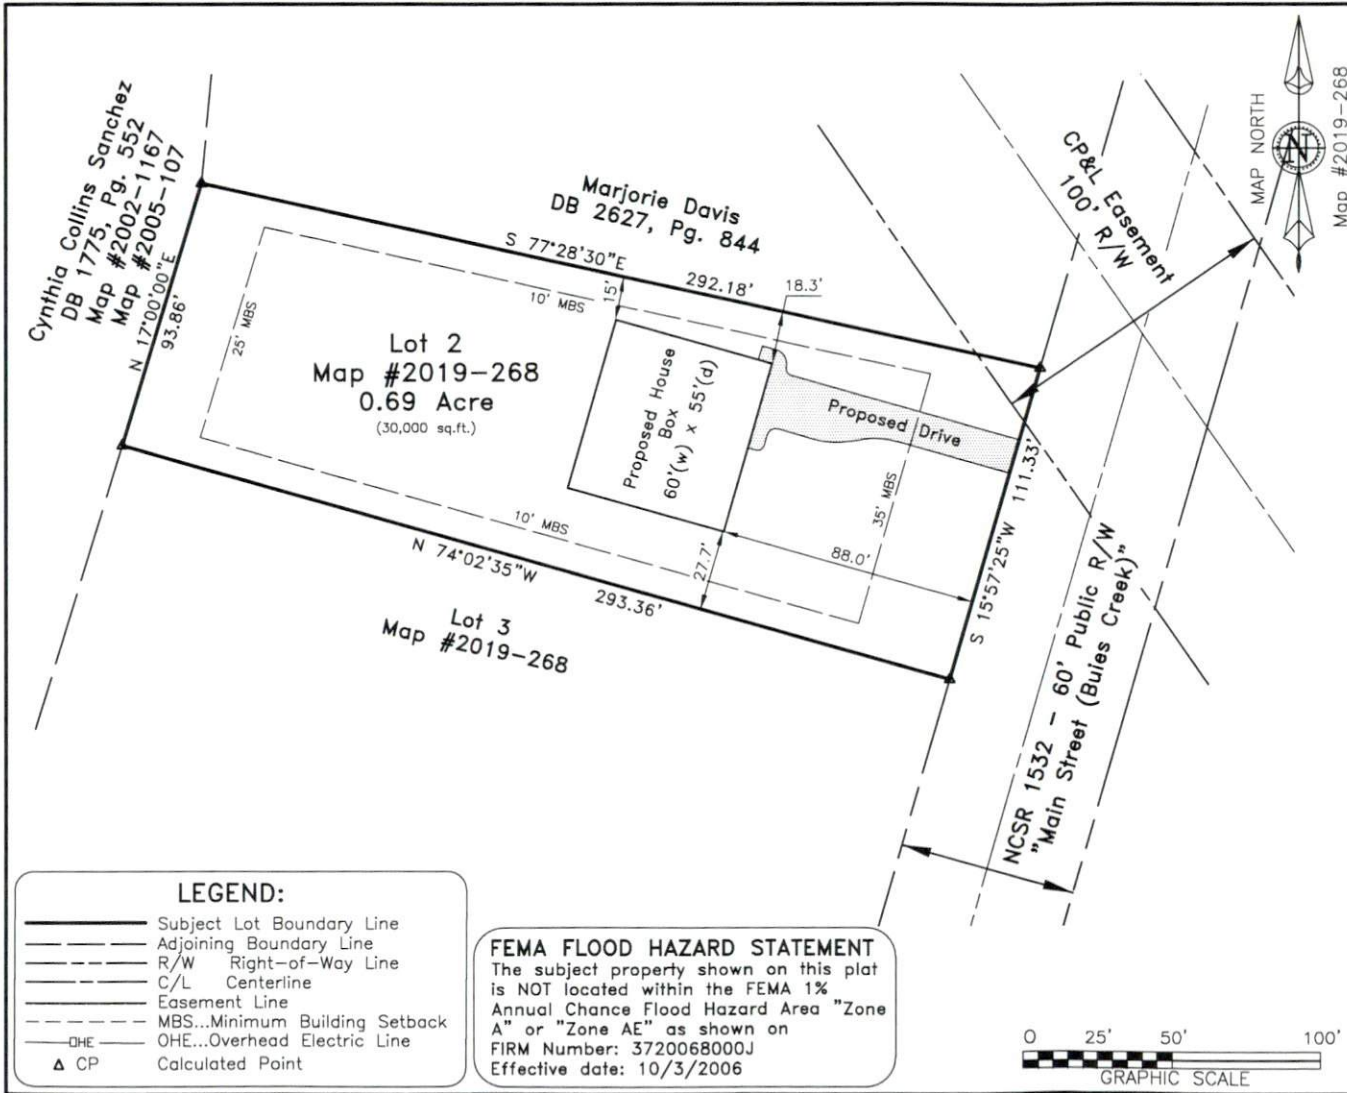 Cynthia Collins Sanchez
DB 1775, Pg. 552
Map #2002-1167
Map #2005-107
N 17°00'00"E
93.86'
Marjorie Davis
DB 2627, Pg. 844
S 77°28'30"E
292.18'
18.3'
15'
10' MBS
25' MBS
Lot 2
Map #2019-268
0.69 Acre
(30,000 sq.ft.)
Proposed House
Box
60'(w) x 55'(d)
Proposed Drive
35' MBS
88.0'
27.7'
10' MBS
N 74°02'35"W
293.36'
Lot 3
Map #2019-268
S 15°57'25"W
111.33'
CP&L Easement
100' R/W
MAP NORTH
N
Map #2019-268
NCSR 1532 - 60' Public R/W
"Main Street (Buies Creek)"
LEGEND:
Subject Lot Boundary Line
Adjoining Boundary Line
R/W Right-of-Way Line
C/L Centerline
Easement Line
MBS...Minimum Building Setback
OHE OHE...Overhead Electric Line
CP Calculated Point
FEMA FLOOD HAZARD STATEMENT
The subject property shown on this plat
is NOT located within the FEMA 1%
Annual Chance Flood Hazard Area "Zone
A" or "Zone AE" as shown on
FIRM Number: 3720068000J
Effective date: 10/3/2006
0 25' 50' 100'
GRAPHIC SCALE